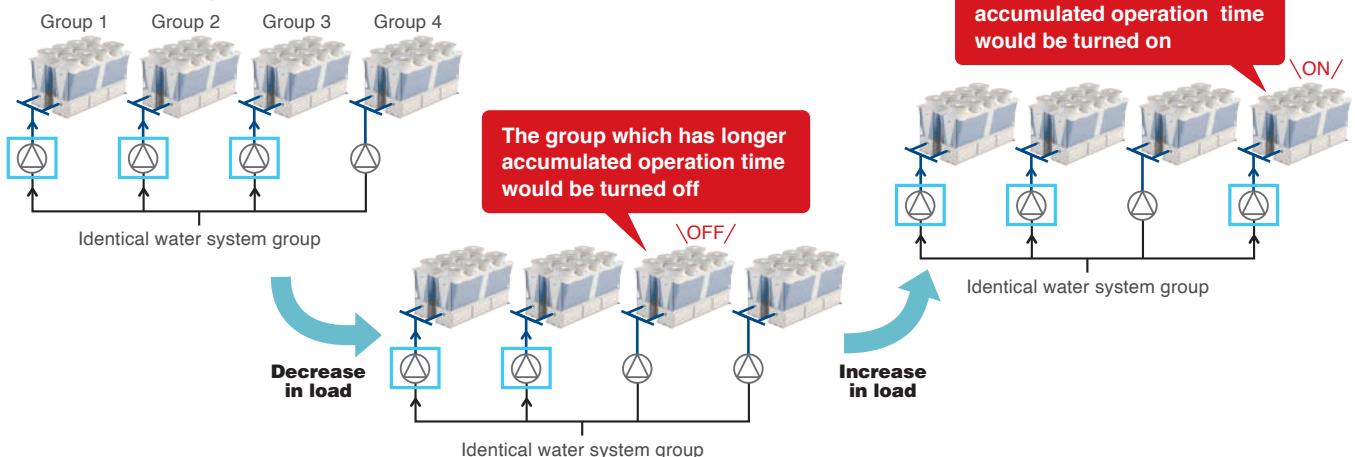 Group 1
Group 2
Group 3
Group 4
Identical water system group
Decrease
in load
The group which has longer
accumulated operation time
would be turned off
\OFF/
Identical water system group
Increase
in load
accumulated operation time
would be turned on
\ON/
Identical water system group